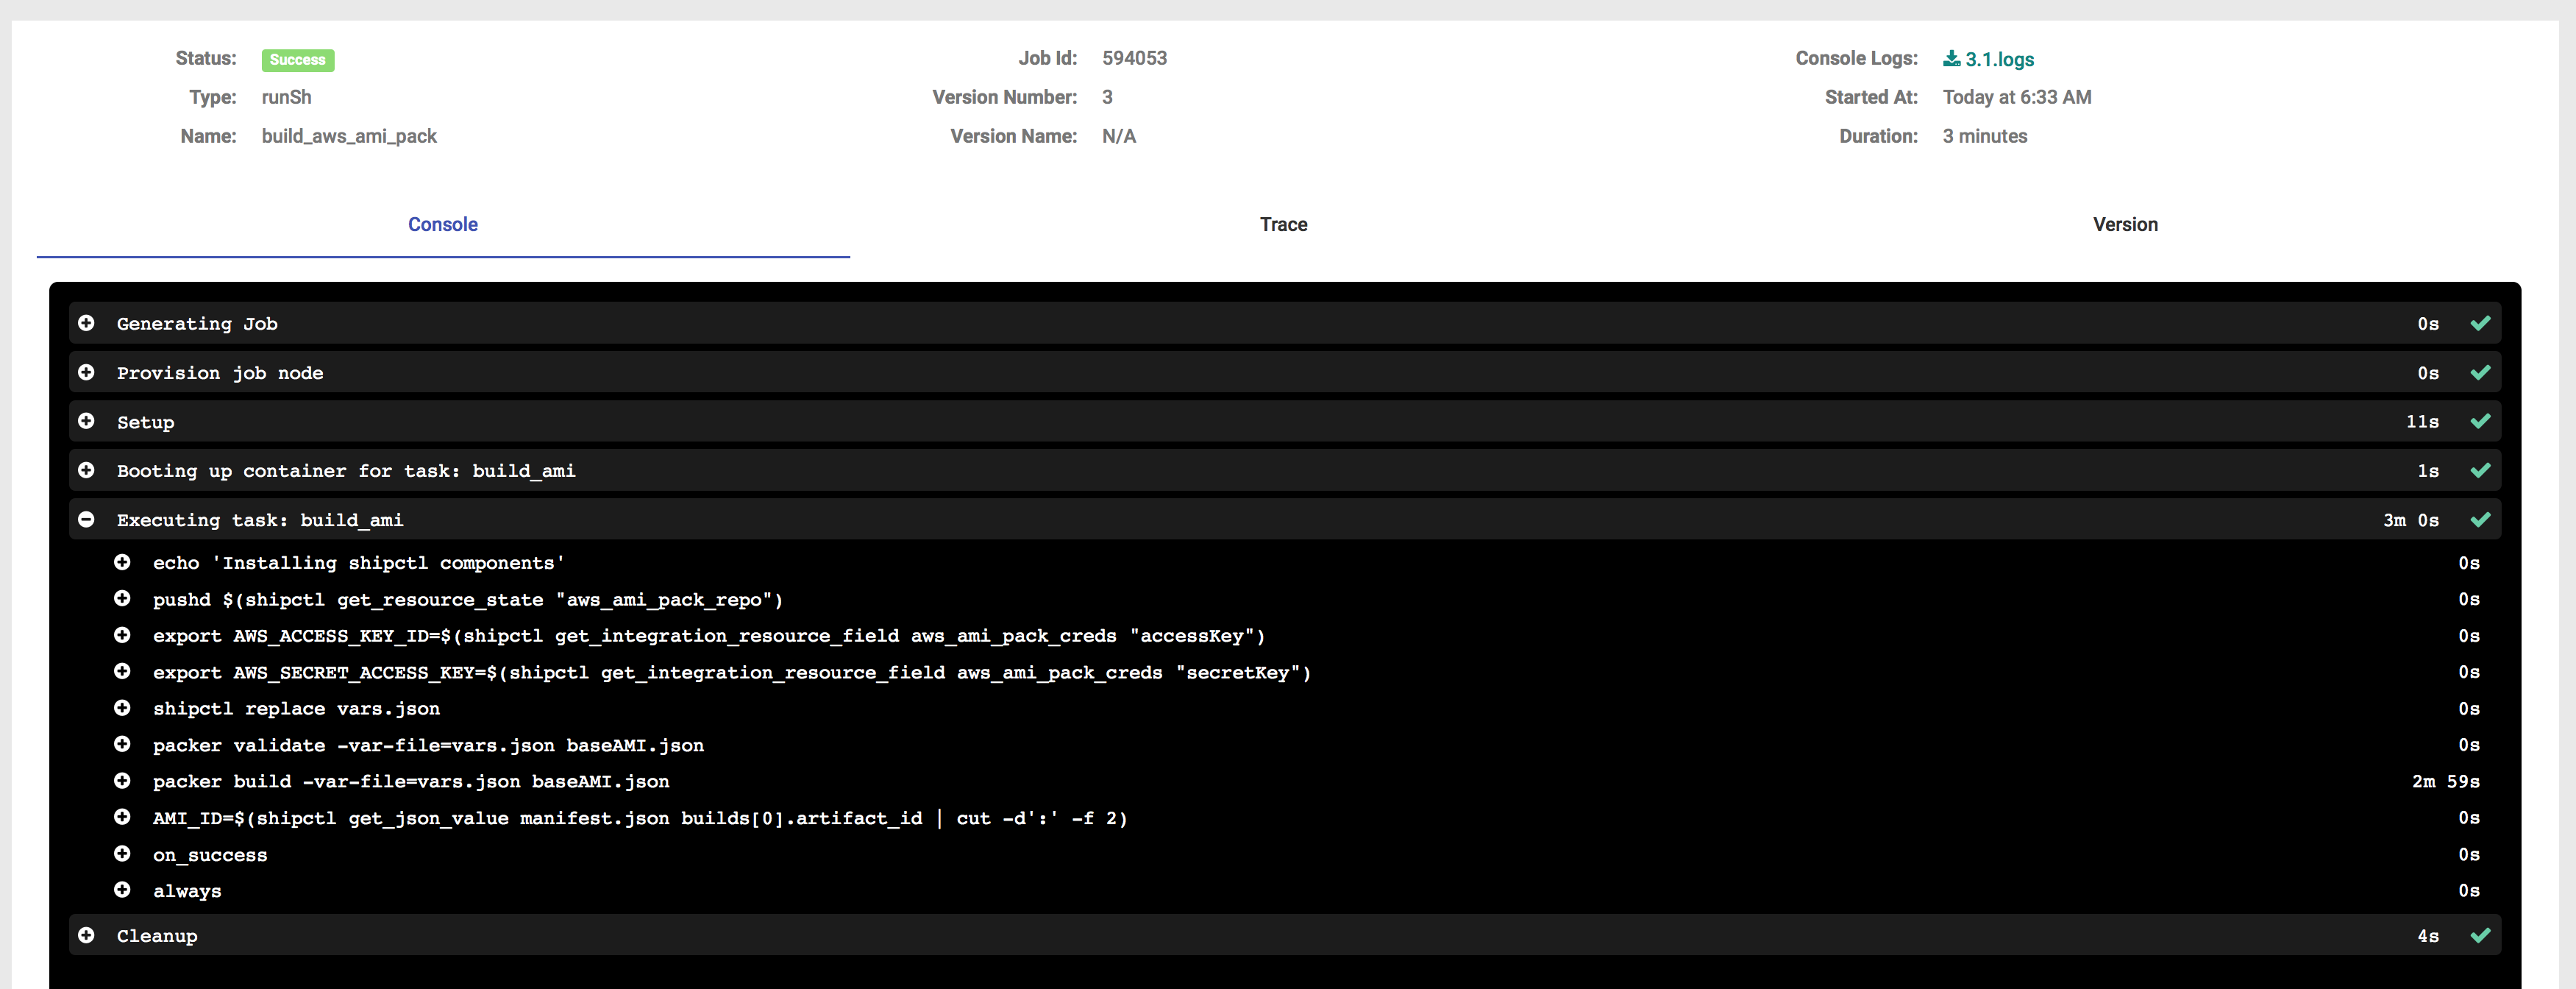 Status: Success Job Id: 594053 Console Logs: 3.1.logs
Type: runSh Version Number: 3 Started At: Today at 6:33 AM
Name: build_aws_ami_pack Version Name: N/A Duration: 3 minutes
Console Trace Version
Generating Job 0s
Provision job node 0s
Setup 11s
Booting up container for task: build_ami 1s
Executing task: build_ami 3m 0s
echo 'Installing shipctl components' 0s
pushd $(shipctl get_resource_state "aws_ami_pack_repo") 0s
export AWS_ACCESS_KEY_ID=$(shipctl get_integration_resource_field aws_ami_pack_creds "accessKey") 0s
export AWS_SECRET_ACCESS_KEY=$(shipctl get_integration_resource_field aws_ami_pack_creds "secretKey") 0s
shipctl replace vars.json 0s
packer validate -var-file=vars.json baseAMI.json 0s
packer build -var-file=vars.json baseAMI.json 2m 59s
AMI_ID=$(shipctl get_json_value manifest.json builds[0].artifact_id | cut -d':' -f 2) 0s
on_success 0s
always 0s
Cleanup 4s